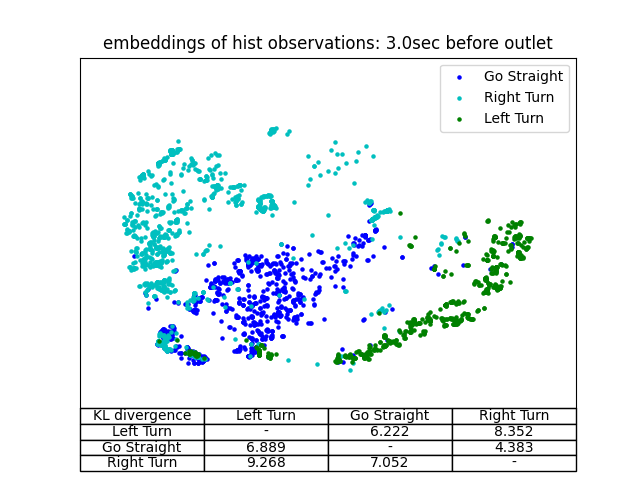 embeddings of hist observations: 3.0sec before outlet
Go Straight
Right Turn
Left Turn
KL divergence Left Turn Go Straight Right Turn
Left Turn - 6.222 8.352
Go Straight 6.889 - 4.383
Right Turn 9.268 7.052 -